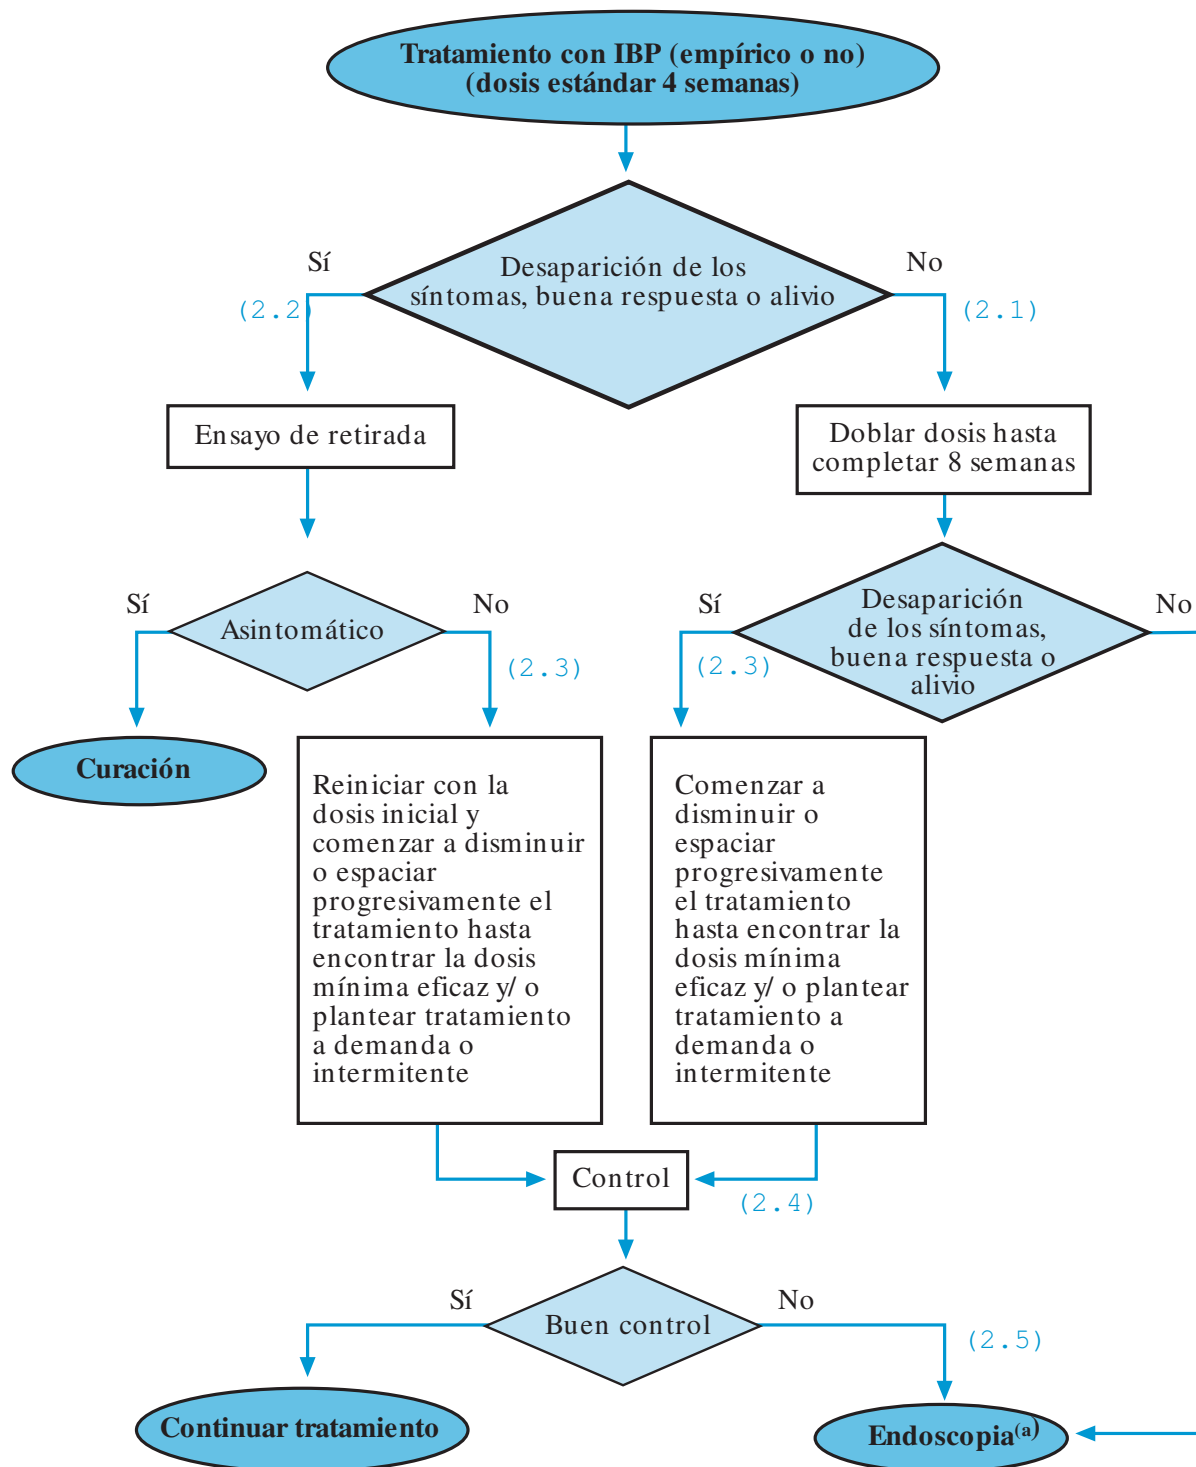 Tratamiento con IBP (empírico o no)
(dosis estándar 4 semanas)
Sí
No
Desaparición de los
síntomas, buena respuesta o alivio
(2.2)
(2.1)
Ensayo de retirada
Doblar dosis hasta
completar 8 semanas
Sí
No
Asintomático
(2.3)
Sí
No
Desaparición
de los síntomas,
buena respuesta o
alivio
(2.3)
Curación
Reiniciar con la
dosis inicial y
comenzar a disminuir
o espaciar
progresivamente el
tratamiento hasta
encontrar la dosis
mínima eficaz y/ o
plantear tratamiento
a demanda o
intermitente
Comenzar a
disminuir o
espaciar
progresivamente
el tratamiento
hasta encontrar la
dosis mínima
eficaz y/ o plantear
tratamiento a
demanda o
intermitente
Control
(2.4)
Sí
No
Buen control
(2.5)
Continuar tratamiento
Endoscopia(a)